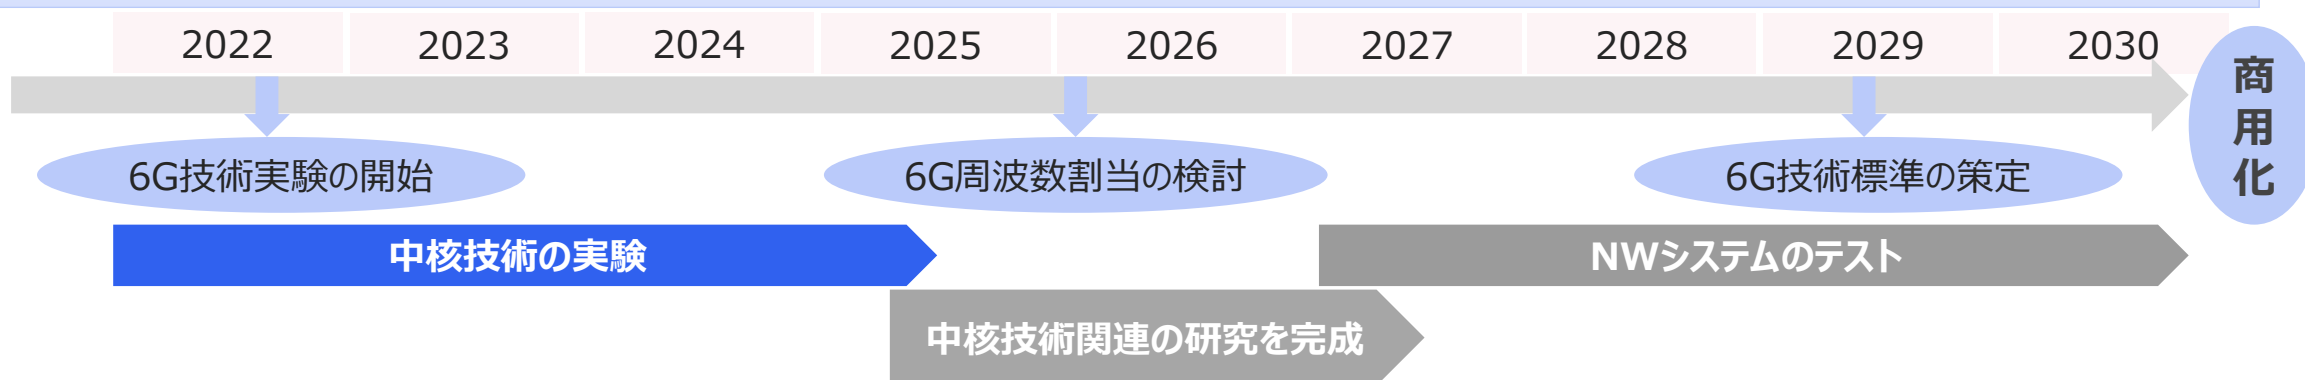 2022 2023 2024 2025 2026 2027 2028 2029 2030
商用化
6G技術実験の開始 6G周波数割当の検討 6G技術標準の策定
中核技術の実験 NWシステムのテスト
中核技術関連の研究を完成